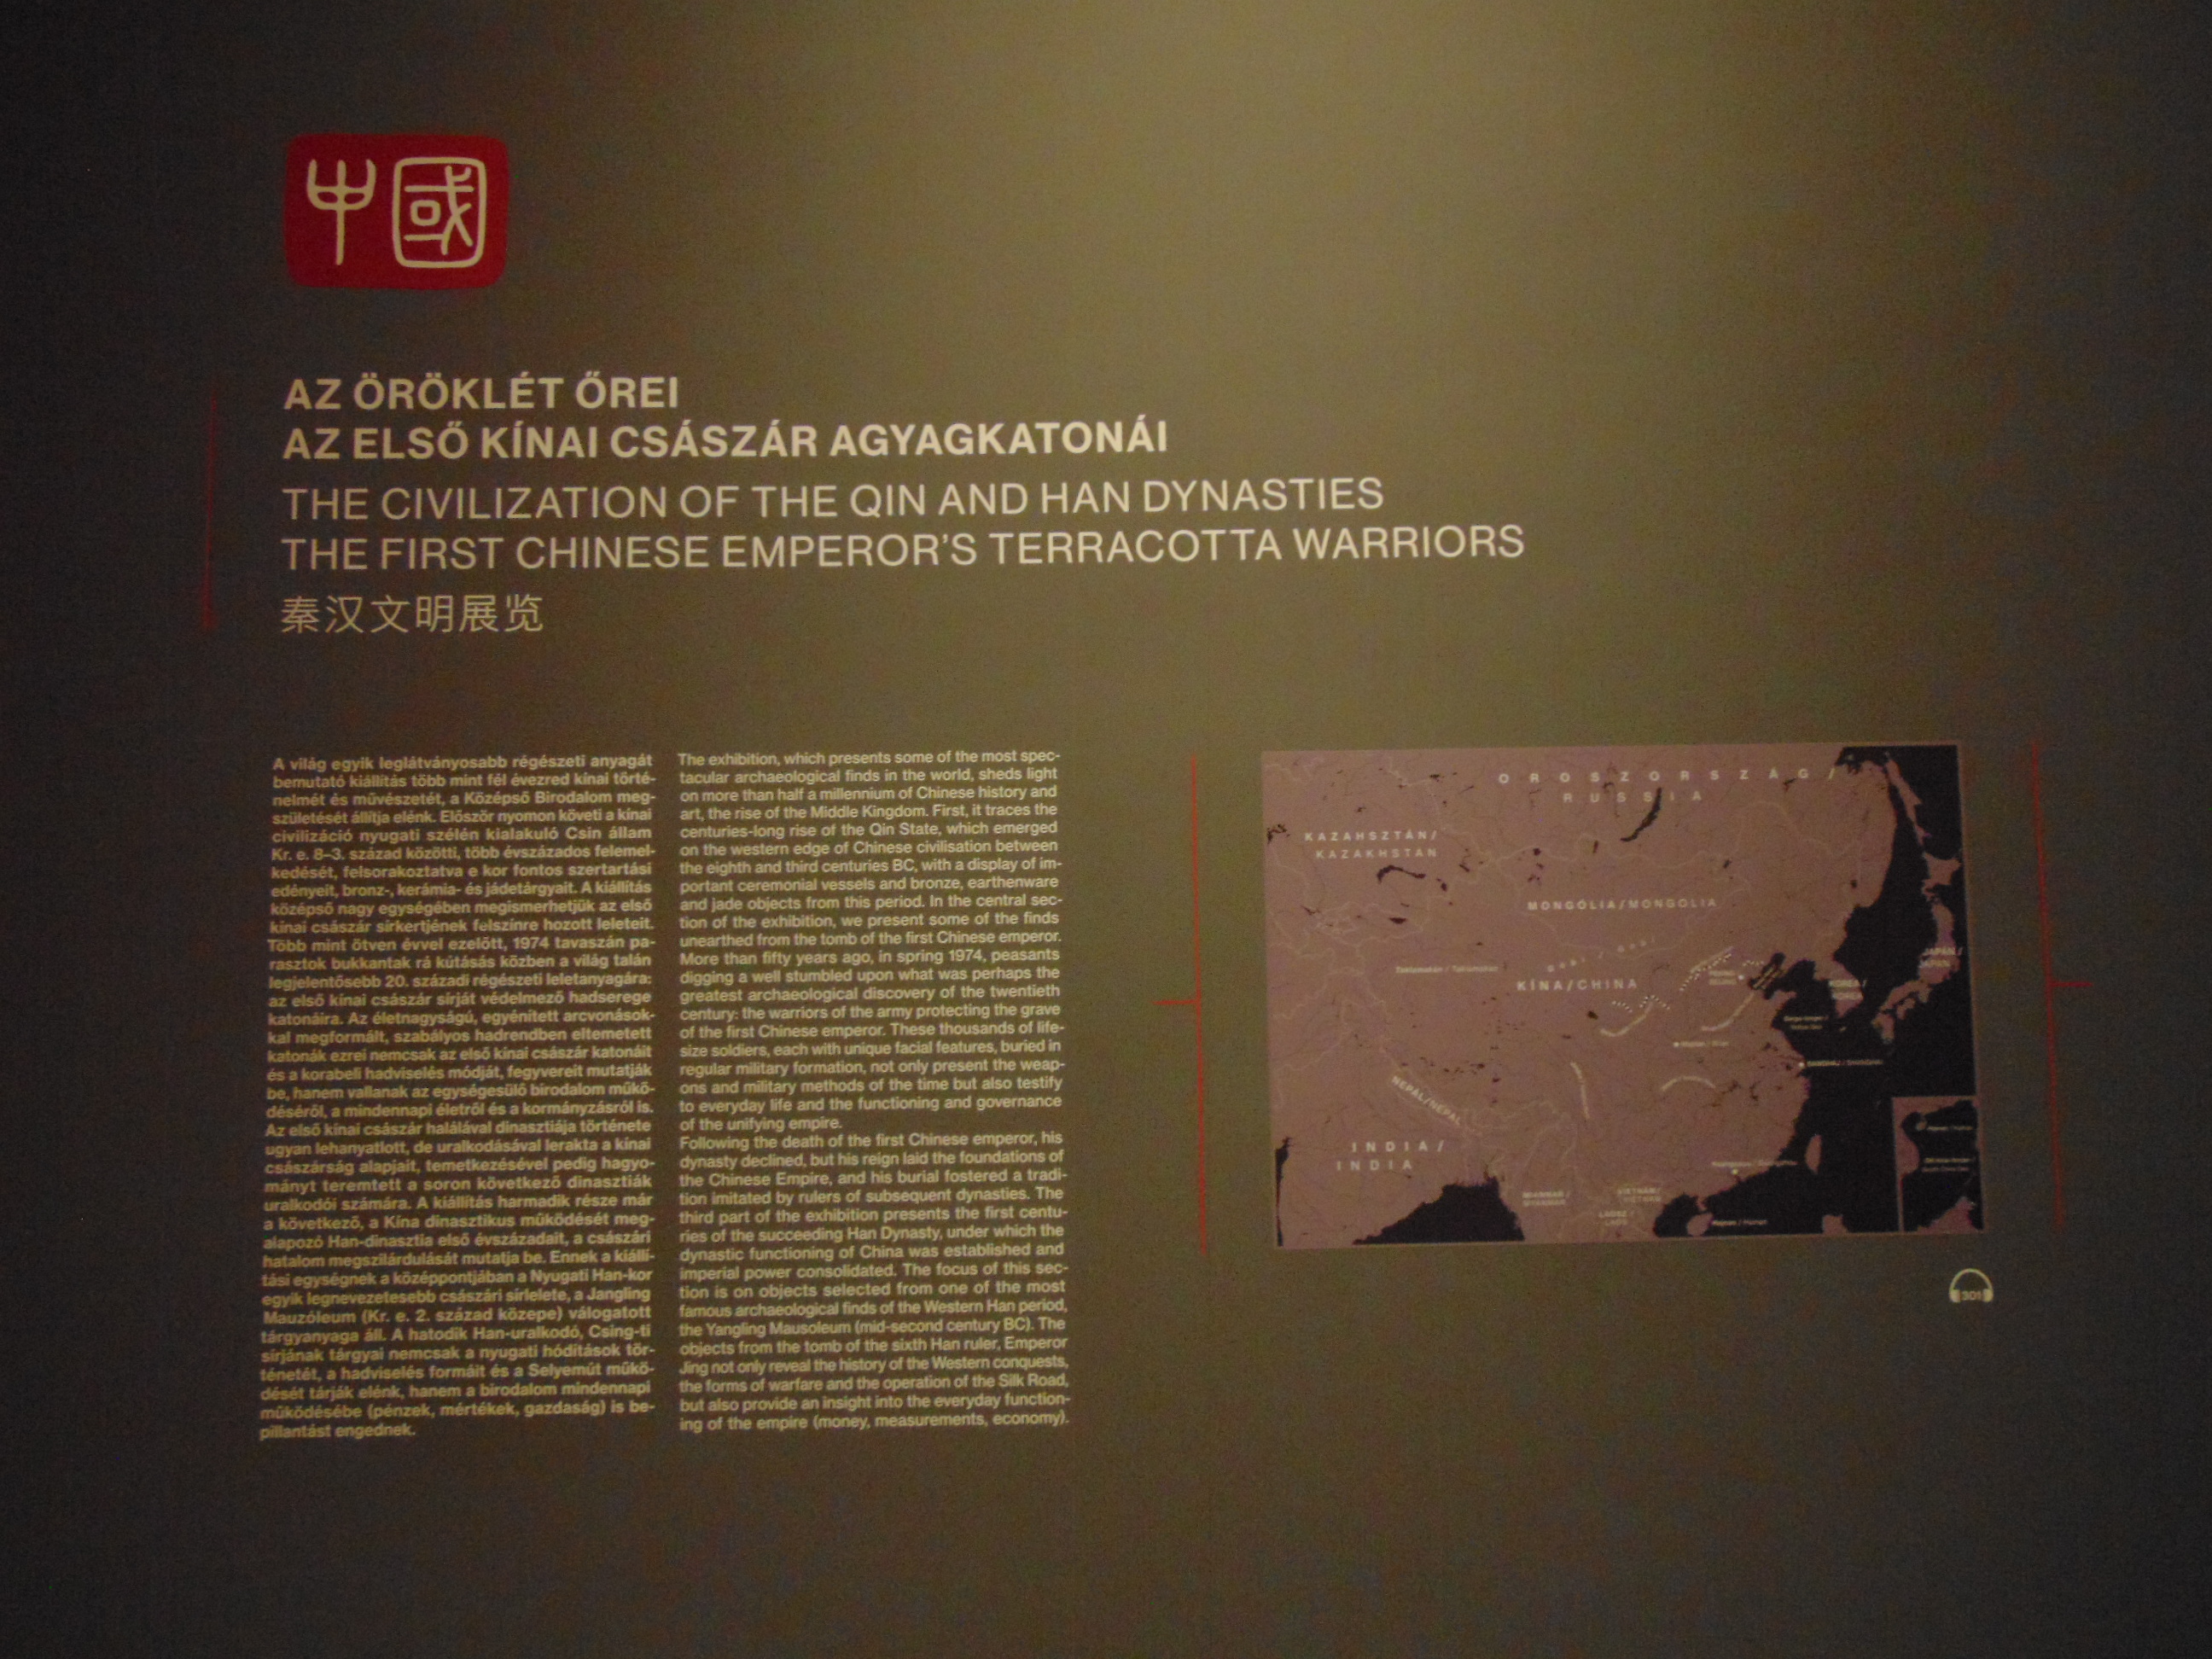 中國
AZ ÖRÖKLÉT ŐREI
AZ ELSŐ KÍNAI CSÁSZÁR AGYAGKATONÁI
THE CIVILIZATION OF THE QIN AND HAN DYNASTIES
THE FIRST CHINESE EMPEROR'S TERRACOTTA WARRIORS
秦汉文明展览
A világ egyik leglátványosabb régészeti anyagát
bemutató kiállítás több mint fél évezred kínai törté-
nelmét és művészetét, a Középső Birodalom meg-
születését állítja elénk. Először nyomon követi a kínai
civilizáció nyugati szélén kialakuló Csin állam
Kr. e. 8–3. század közötti, több évszázados felemel-
kedését, felsorakoztatva e kor fontos szertartási
edényeit, bronz-, kerámia- és jádetárgyait. A kiállítás
középső nagy egységében megismerhetjük az első
kínai császár sírkertjének felszínre hozott leleteit.
Több mint ötven évvel ezelőtt, 1974 tavaszán pa-
rasztok bukkantak rá kútásás közben a világ talán
legjelentősebb 20. századi régészeti leletanyagára:
az első kínai császár sírját védelmező hadserege
katonáira. Az életnagyságú, egyénített arcvonások-
kal megformált, szabályos hadrendben eltemetett
katonák ezrei nemcsak az első kínai császár katonáit
és a korabeli hadviselés módját, fegyvereit mutatják
be, hanem vallanak az egységesülő birodalom műkö-
déséről, a mindennapi életről és a kormányzásról is.
Az első kínai császár halálával dinasztiája története
ugyan lehanyatlott, de uralkodásával lerakta a kínai
császárság alapjait, temetkezésével pedig hagyo-
mányt teremtett a soron következő dinasztiák
uralkodói számára. A kiállítás harmadik része már
a következő, a Kína dinasztikus működését meg-
alapozó Han-dinasztia első évszázadait, a császári
hatalom megszilárdulását mutatja be. Ennek a kiállí-
tási egységnek a középpontjában a Nyugati Han-kor
egyik legnevezetesebb császári sírlelete, a Jangling
Mauzóleum (Kr. e. 2. század közepe) válogatott
tárgyanyaga áll. A hatodik Han-uralkodó, Csing-ti
sírjának tárgyai nemcsak a nyugati hódítások tör-
ténetét, a hadviselés formáit és a Selyemút műkö-
dését tárják elénk, hanem a birodalom mindennapi
működésébe (pénzek, mértékek, gazdaság) is be-
pillantást engednek.
The exhibition, which presents some of the most spec-
tacular archaeological finds in the world, sheds light
on more than half a millennium of Chinese history and
art, the rise of the Middle Kingdom. First, it traces the
centuries-long rise of the Qin State, which emerged
on the western edge of Chinese civilisation between
the eighth and third centuries BC, with a display of im-
portant ceremonial vessels and bronze, earthenware
and jade objects from this period. In the central sec-
tion of the exhibition, we present some of the finds
unearthed from the tomb of the first Chinese emperor.
More than fifty years ago, in spring 1974, peasants
digging a well stumbled upon what was perhaps the
greatest archaeological discovery of the twentieth
century: the warriors of the army protecting the grave
of the first Chinese emperor. These thousands of life-
size soldiers, each with unique facial features, buried in
regular military formation, not only present the weap-
ons and military methods of the time but also testify
to everyday life and the functioning and governance
of the unifying empire.
Following the death of the first Chinese emperor, his
dynasty declined, but his reign laid the foundations of
the Chinese Empire, and his burial fostered a tradi-
tion imitated by rulers of subsequent dynasties. The
third part of the exhibition presents the first centu-
ries of the succeeding Han Dynasty, under which the
dynastic functioning of China was established and
imperial power consolidated. The focus of this sec-
tion is on objects selected from one of the most
famous archaeological finds of the Western Han period,
the Yangling Mausoleum (mid-second century BC). The
objects from the tomb of the sixth Han ruler, Emperor
Jing not only reveal the history of the Western conquests,
the forms of warfare and the operation of the Silk Road,
but also provide an insight into the everyday function-
ing of the empire (money, measurements, economy).
OROSZORSZÁG /
RUSSIA
KAZAHSZTÁN/
KAZAKHSTAN
MONGÓLIA/MONGOLIA
KÍNA/CHINA
JAPÁN /
JAPAN
KOREA /
KOREA
NEPÁL/NEPAL
INDIA/
INDIA
MIANMAR /
MYANMAR
VIETNÁM/
VIETNAM
LAOSZ /
LAOS
301